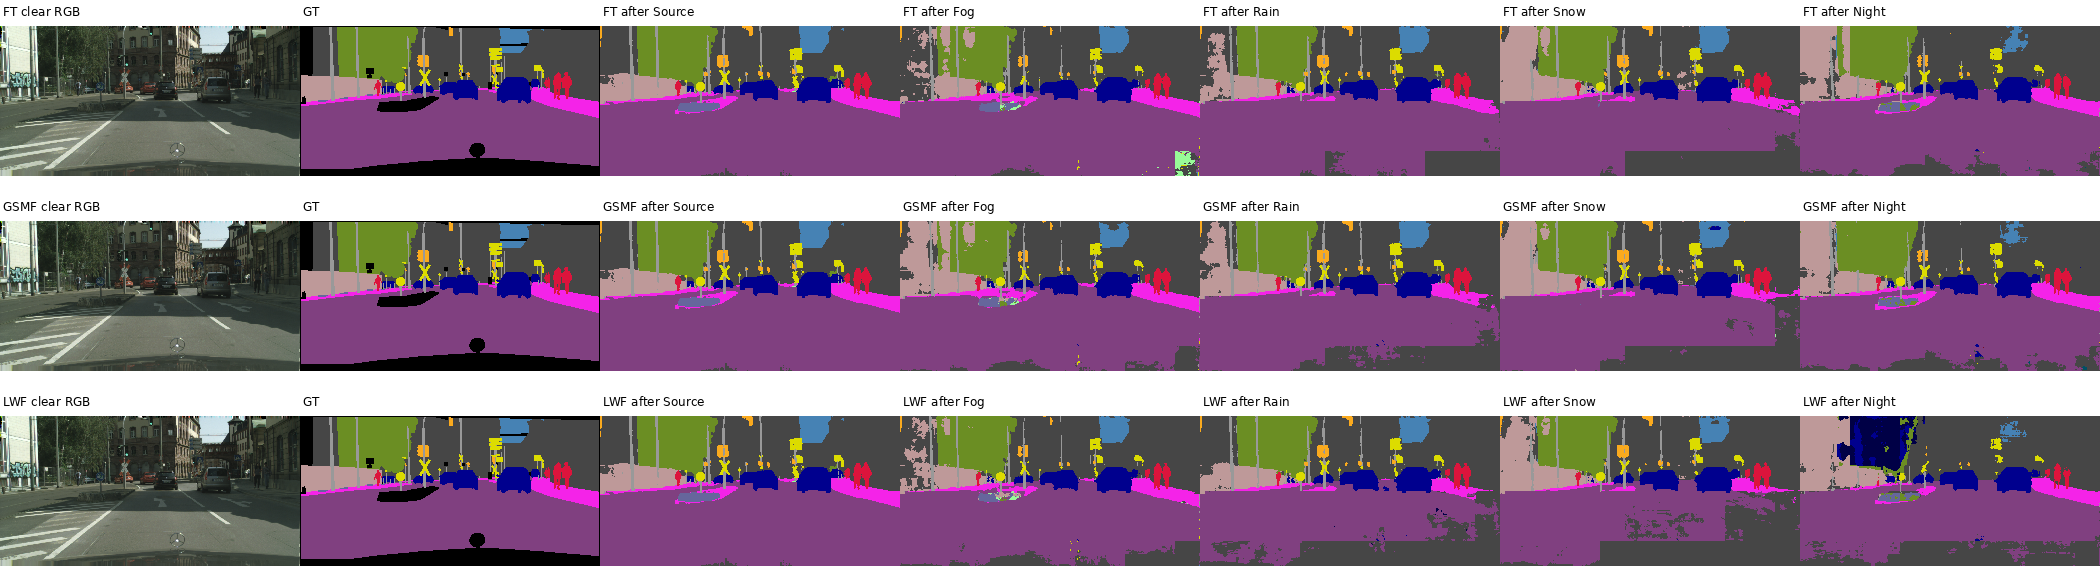 FT clear RGB GT FT after Source FT after Fog FT after Rain FT after Snow FT after Night
GSMF clear RGB GT GSMF after Source GSMF after Fog GSMF after Rain GSMF after Snow GSMF after Night
LWF clear RGB GT LWF after Source LWF after Fog LWF after Rain LWF after Snow LWF after Night